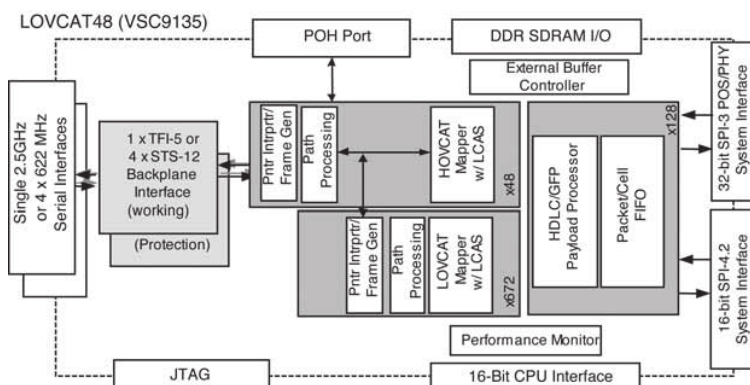 LOVCAT48 (VSC9135)
POH Port
DDR SDRAM I/O
External Buffer
Controller
Single 2.5GHz
or 4 x 622 MHz
Serial Interfaces
1 x TFI-5 or
4 x STS-12
Backplane
Interface
(working)
(Protection)
Pntr Intrprtr/
Frame Gen
Path
Processing
HOVCAT
Mapper
w/ LCAS
x48
Pntr Intrprtr/
Frame Gen
Path
Processing
LOVCAT
Mapper
w/ LCAS
x672
HDLC/GFP
Payload Processor
Packet/Cell
FIFO
x128
32-bit SPI-3 POS/PHY
System Interface
16-bit SPI-4.2
System Interface
Performance Monitor
JTAG
16-Bit CPU Interface